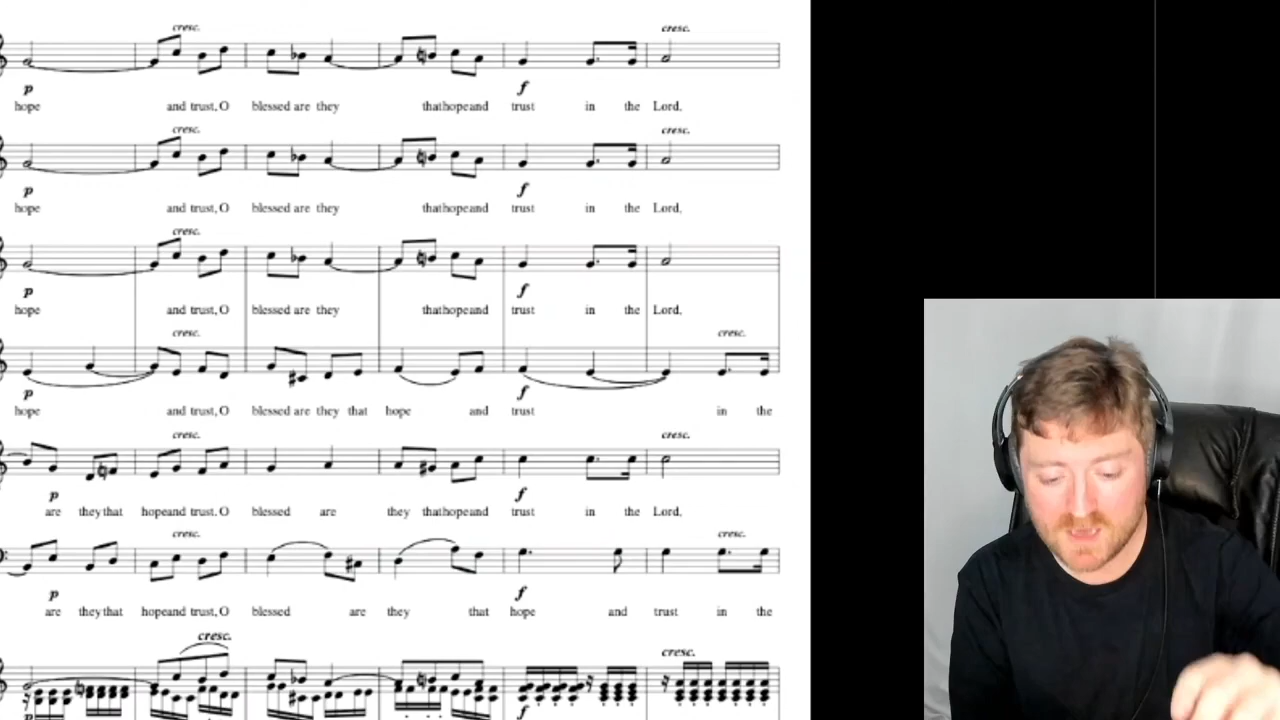 cresc. cresc.
p f
hope and trust, O blessed are they that hope and trust in the Lord,
cresc. cresc.
p f
hope and trust, O blessed are they that hope and trust in the Lord,
cresc.
p f
hope and trust, O blessed are they that hope and trust in the Lord,
cresc. cresc.
p f
hope and trust, O blessed are they that hope and trust in the
cresc. cresc.
p f
are they that hope and trust, O blessed are they that hope and trust in the Lord,
cresc. cresc.
p f
are they that hope and trust, O blessed are they that hope and trust in the
cresc. cresc.
p f